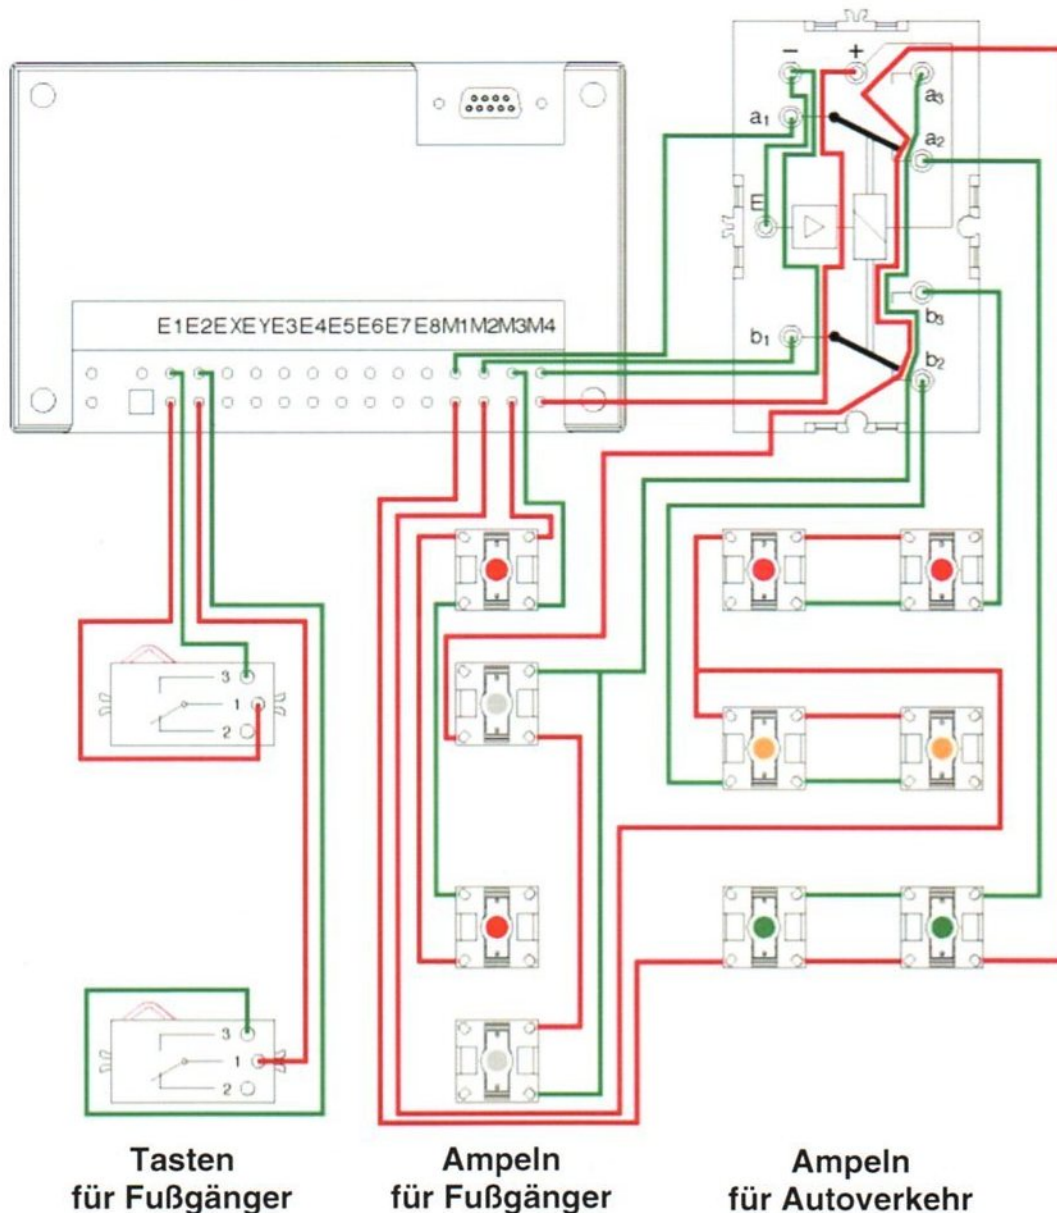 − +
a3
a1
a2
E
E1E2EXEYE3E4E5E6E7E8M1M2M3M4
b3
b1
b2
3
1
2
3
1
2
Tasten
für Fußgänger
Ampeln
für Fußgänger
Ampeln
für Autoverkehr